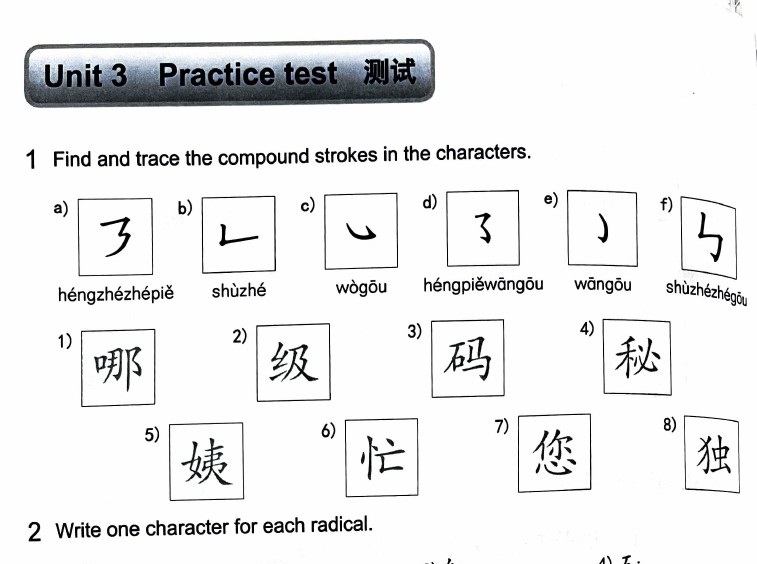 Unit 3 Practice test 测试
1 Find and trace the compound strokes in the characters.
a) b) c) d) e) f)
héngzhézhépiě shùzhé wògōu héngpiěwāngōu wāngōu shùzhézhégōu
1) 哪 2) 级 3) 码 4) 秘
5) 姨 6) 忙 7) 您 8) 独
2 Write one character for each radical.